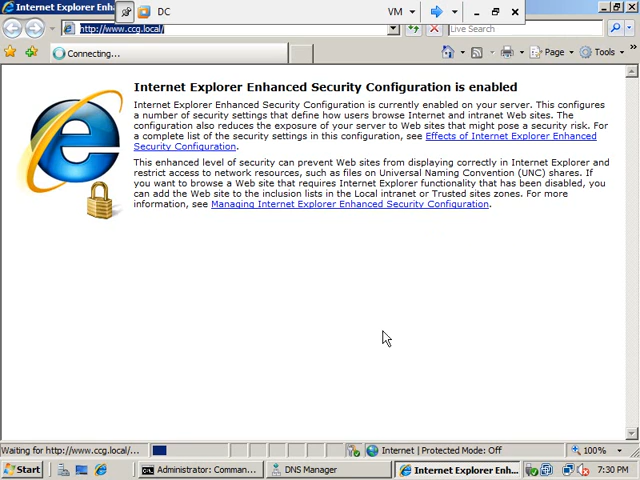 Internet Explorer Enha
DC
VM
http://www.ccg.local/
Live Search
Connecting...
Page
Tools
Internet Explorer Enhanced Security Configuration is enabled
Internet Explorer Enhanced Security Configuration is currently enabled on your server. This configures
a number of security settings that define how users browse Internet and intranet Web sites. The
configuration also reduces the exposure of your server to Web sites that might pose a security risk. For
a complete list of the security settings in this configuration, see Effects of Internet Explorer Enhanced
Security Configuration.
This enhanced level of security can prevent Web sites from displaying correctly in Internet Explorer and
restrict access to network resources, such as files on Universal Naming Convention (UNC) shares. If
you want to browse a Web site that requires Internet Explorer functionality that has been disabled, you
can add the Web site to the inclusion lists in the Local intranet or Trusted sites zones. For more
information, see Managing Internet Explorer Enhanced Security Configuration.
Waiting for http://www.ccg.local/...
Internet | Protected Mode: Off
100%
Start
Administrator: Comman...
DNS Manager
Internet Explorer Enh...
7:30 PM